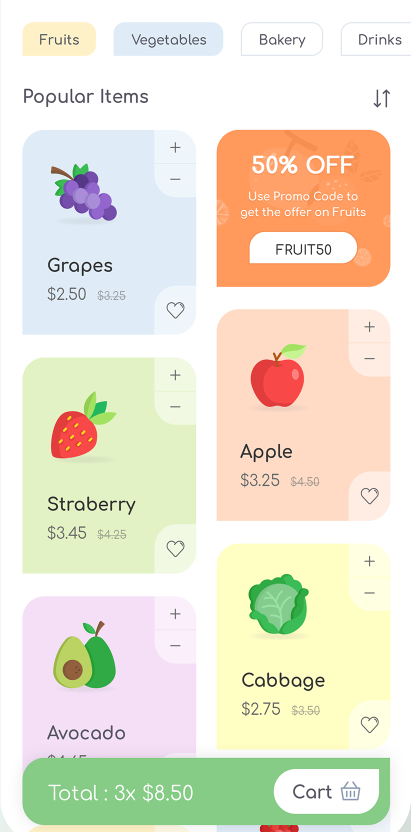 Fruits
Vegetables
Bakery
Drinks
Popular Items
Grapes
$2.50 $3.25
50% OFF
Use Promo Code to
get the offer on Fruits
FRUIT50
Straberry
$3.45 $4.25
Apple
$3.25 $4.50
Avocado
Cabbage
$2.75 $3.50
Total : 3x $8.50
Cart